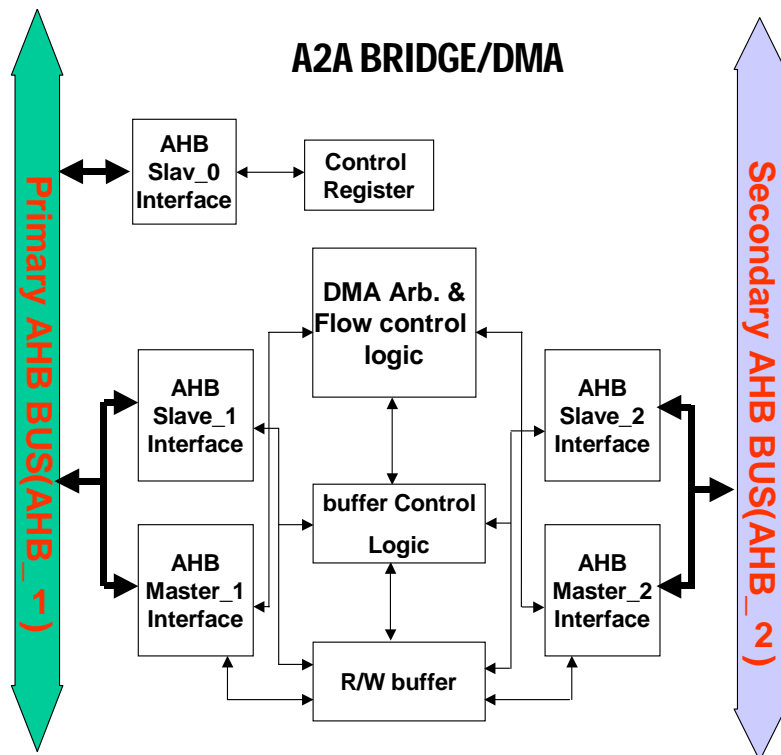 A2A BRIDGE/DMA
Primary AHB BUS(AHB_1)
Secondary AHB BUS(AHB_2)
AHB
Slav_0
Interface
Control
Register
DMA Arb. &
Flow control
logic
AHB
Slave_1
Interface
AHB
Slave_2
Interface
buffer Control
Logic
AHB
Master_1
Interface
AHB
Master_2
Interface
R/W buffer